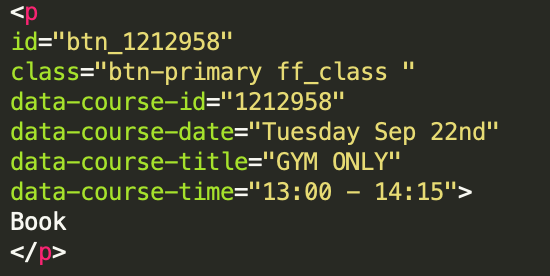 <p
id="btn_1212958"
class="btn-primary ff_class "
data-course-id="1212958"
data-course-date="Tuesday Sep 22nd"
data-course-title="GYM ONLY"
data-course-time="13:00 - 14:15">
Book
</p>